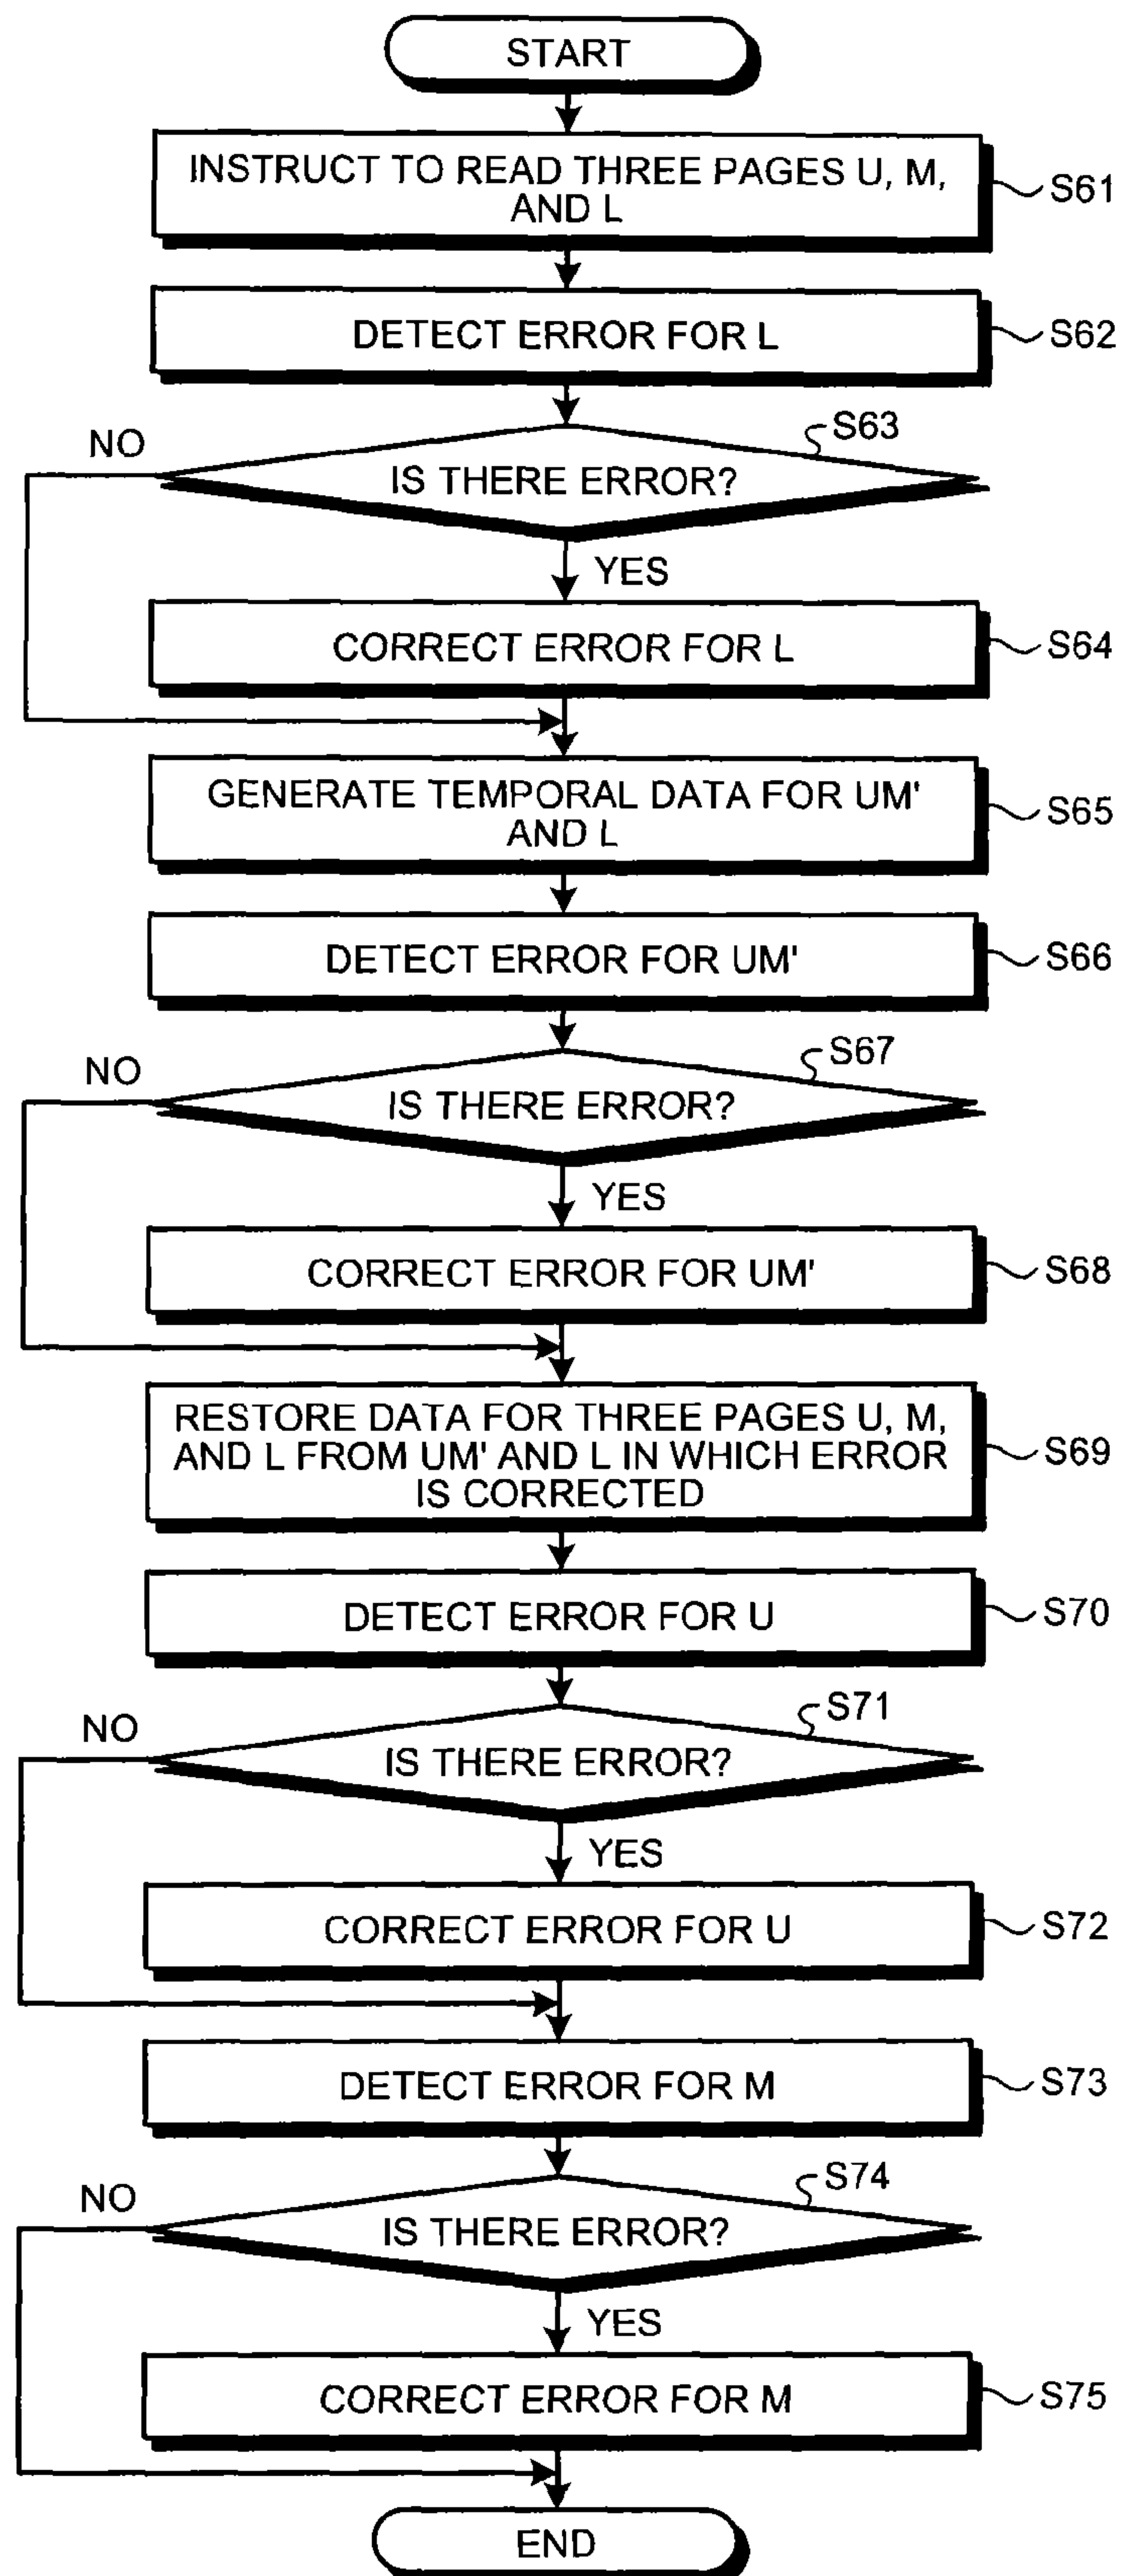 START
INSTRUCT TO READ THREE PAGES U, M,
AND L
S61
DETECT ERROR FOR L
S62
S63
NO
IS THERE ERROR?
YES
CORRECT ERROR FOR L
S64
GENERATE TEMPORAL DATA FOR UM'
AND L
S65
DETECT ERROR FOR UM'
S66
S67
NO
IS THERE ERROR?
YES
CORRECT ERROR FOR UM'
S68
RESTORE DATA FOR THREE PAGES U, M,
AND L FROM UM' AND L IN WHICH ERROR
IS CORRECTED
S69
DETECT ERROR FOR U
S70
S71
NO
IS THERE ERROR?
YES
CORRECT ERROR FOR U
S72
DETECT ERROR FOR M
S73
S74
NO
IS THERE ERROR?
YES
CORRECT ERROR FOR M
S75
END